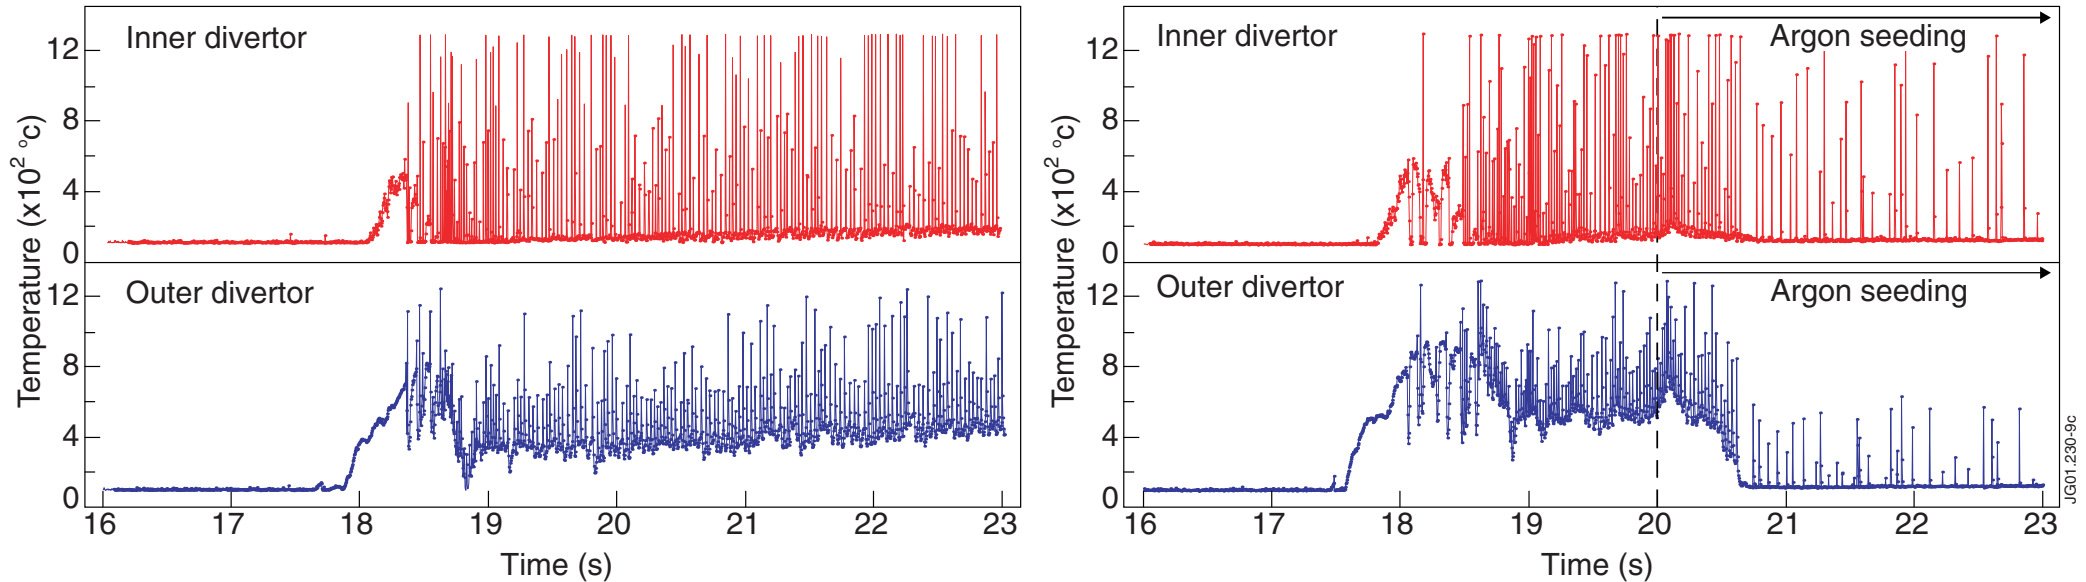 Inner divertor
12
8
4
0
Outer divertor
12
8
4
0
Temperature (x10² °c)
16 17 18 19 20 21 22 23
Time (s)
Inner divertor
Argon seeding
12
8
4
0
Outer divertor
Argon seeding
12
8
4
0
Temperature (x10² °c)
16 17 18 19 20 21 22 23
Time (s)
JG01.230-9c